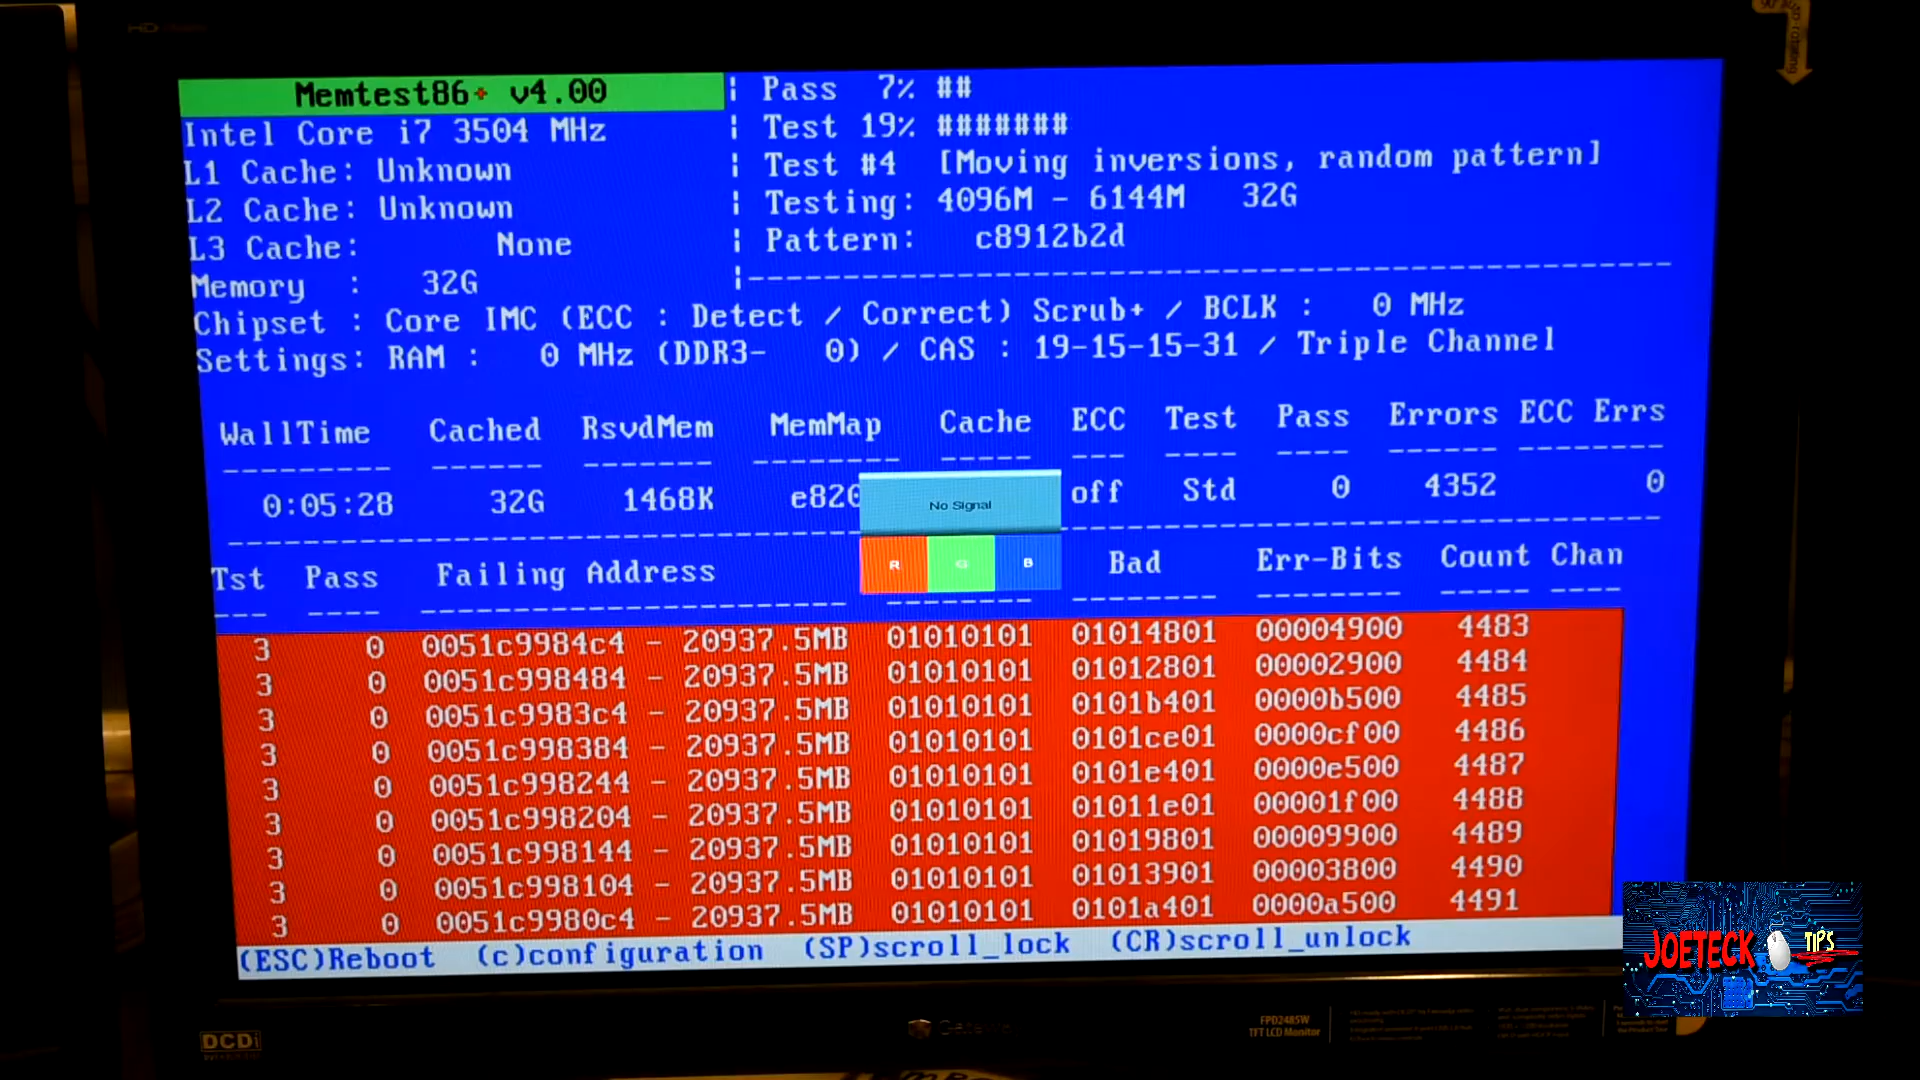 Memtest86+ v4.00
Pass 7% ##
Intel Core i7 3504 MHz
Test 19% #######
L1 Cache: Unknown
Test #4 [Moving inversions, random pattern]
L2 Cache: Unknown
Testing: 4096M - 6144M 32G
L3 Cache: None
Pattern: c8912b2d
Memory : 32G
Chipset : Core IMC (ECC : Detect / Correct) Scrub+ / BCLK : 0 MHz
Settings: RAM : 0 MHz (DDR3- 0) / CAS : 19-15-15-31 / Triple Channel
WallTime Cached RsvdMem MemMap Cache ECC Test Pass Errors ECC Errs
0:05:28 32G 1468K e820 off Std 0 4352 0
No Signal
R G B
Tst Pass Failing Address Bad Err-Bits Count Chan
3 0 0051c9984c4 - 20937.5MB 01010101 01014801 00004900 4483
3 0 0051c998484 - 20937.5MB 01010101 01012801 00002900 4484
3 0 0051c9983c4 - 20937.5MB 01010101 0101b401 0000b500 4485
3 0 0051c998384 - 20937.5MB 01010101 0101ce01 0000cf00 4486
3 0 0051c998244 - 20937.5MB 01010101 0101e401 0000e500 4487
3 0 0051c998204 - 20937.5MB 01010101 01011e01 00001f00 4488
3 0 0051c998144 - 20937.5MB 01010101 01019801 00009900 4489
3 0 0051c998104 - 20937.5MB 01010101 01013901 00003800 4490
3 0 0051c9980c4 - 20937.5MB 01010101 0101a401 0000a500 4491
(ESC)Reboot (c)configuration (SP)scroll_lock (CR)scroll_unlock
JOETECK TIPS
DCDi
Gateway
FPD2485W
TFT LCD Monitor